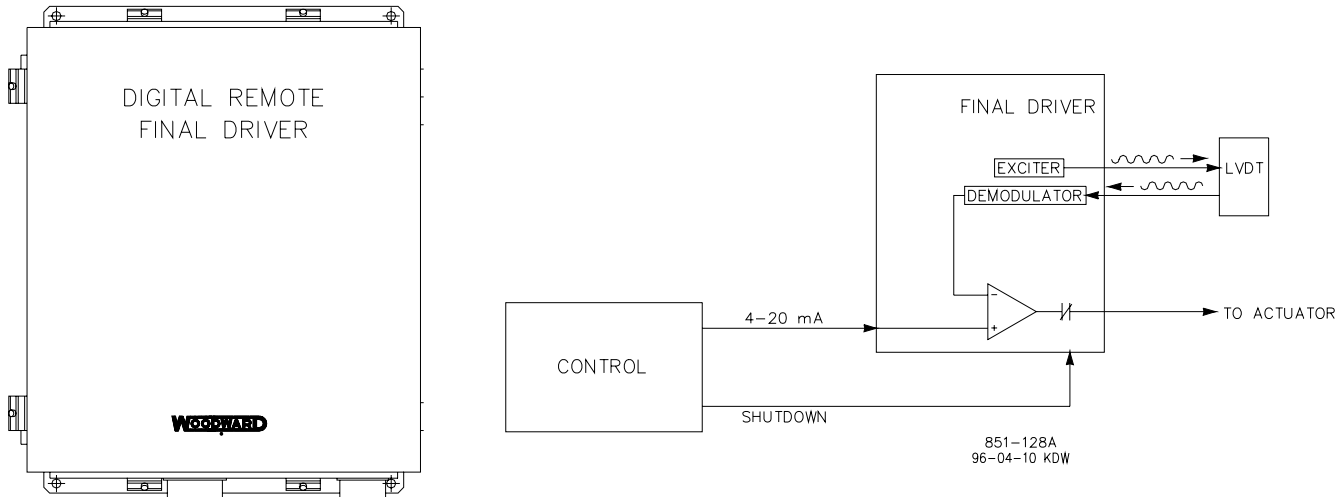 DIGITAL REMOTE
FINAL DRIVER
WOODWARD
FINAL DRIVER
EXCITER
LVDT
DEMODULATOR
−
+
4–20 mA
TO ACTUATOR
CONTROL
SHUTDOWN
851–128A
96–04–10 KDW